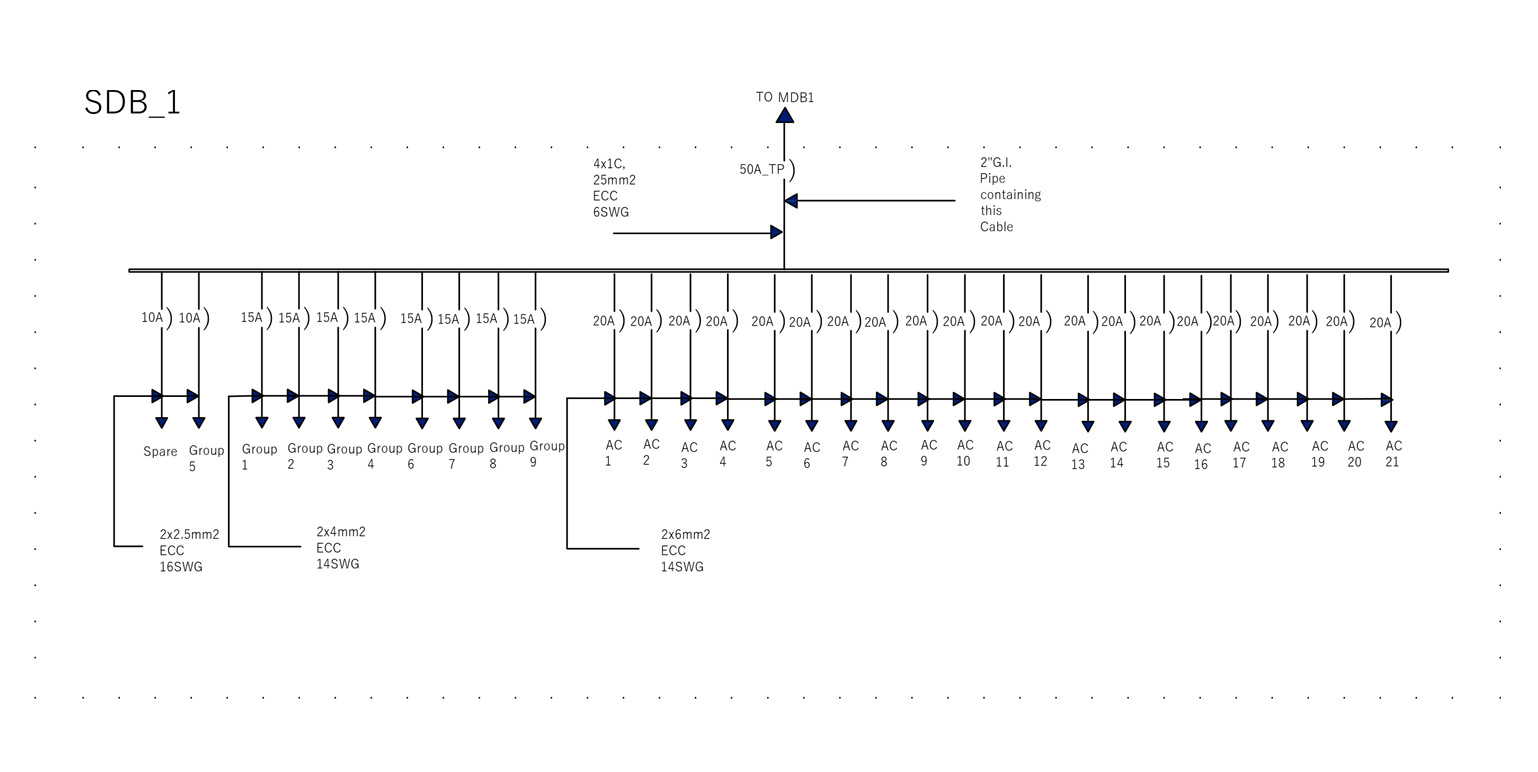 SDB_1
TO MDB1
4x1C,
25mm2
ECC
6SWG
50A_TP
2"G.I.
Pipe
containing
this
Cable
10A 10A 15A 15A 15A 15A 15A 15A 15A 15A 20A 20A 20A 20A 20A 20A 20A 20A 20A 20A 20A 20A 20A 20A 20A 20A 20A 20A 20A 20A 20A
Spare Group Group Group Group Group Group Group Group Group AC AC AC AC AC AC AC AC AC AC AC AC AC AC AC AC AC AC AC AC AC
5 1 2 3 4 6 7 8 9 1 2 3 4 5 6 7 8 9 10 11 12 13 14 15 16 17 18 19 20 21
2x2.5mm2
ECC
16SWG
2x4mm2
ECC
14SWG
2x6mm2
ECC
14SWG